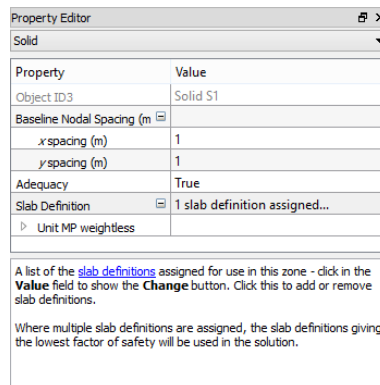 Property Editor
Solid
Property Value
Object ID3 Solid S1
Baseline Nodal Spacing (m
x spacing (m) 1
y spacing (m) 1
Adequacy True
Slab Definition 1 slab definition assigned...
Unit MP weightless
A list of the slab definitions assigned for use in this zone - click in the
Value field to show the Change button. Click this to add or remove
slab definitions.
Where multiple slab definitions are assigned, the slab definitions giving
the lowest factor of safety will be used in the solution.